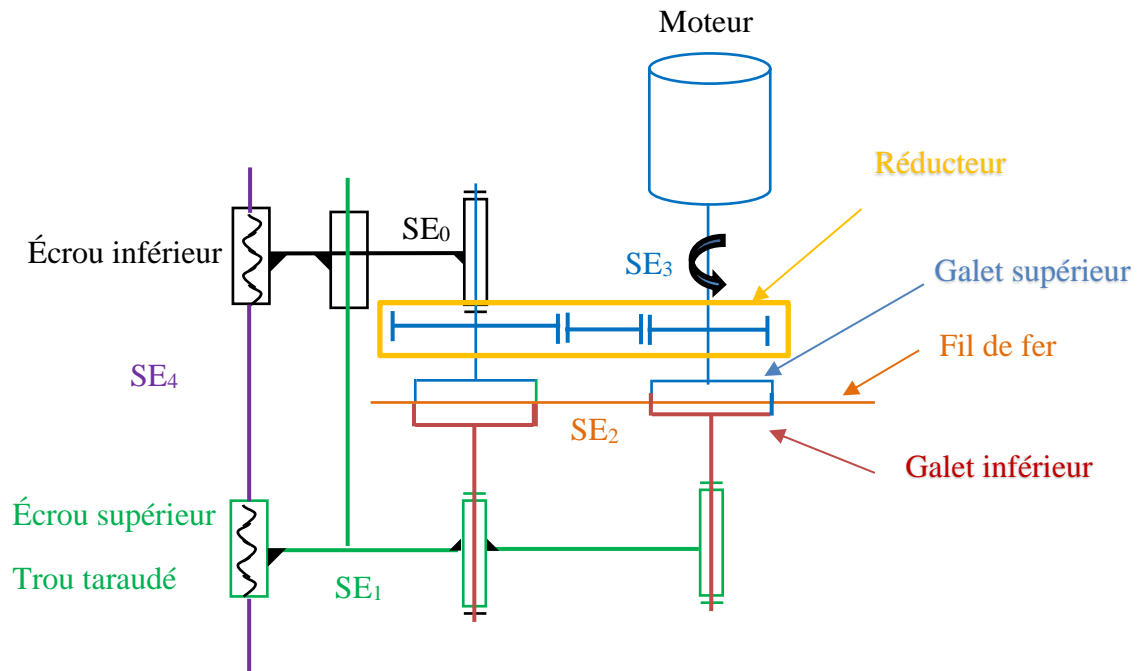 Moteur
Réducteur
Écrou inférieur
SE₀
SE₃
Galet supérieur
Fil de fer
SE₄
SE₂
Galet inférieur
Écrou supérieur
Trou taraudé
SE₁